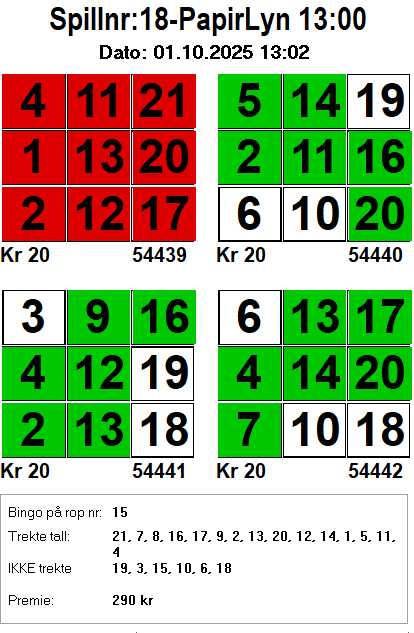 Spillnr:18-PapirLyn 13:00
Dato: 01.10.2025 13:02
4 11 21
1 13 20
2 12 17
Kr 20 54439
5 14 19
2 11 16
6 10 20
Kr 20 54440
3 9 16
4 12 19
2 13 18
Kr 20 54441
6 13 17
4 14 20
7 10 18
Kr 20 54442
Bingo på rop nr: 15
Trekte tall: 21, 7, 8, 16, 17, 9, 2, 13, 20, 12, 14, 1, 5, 11,
4
IKKE trekte 19, 3, 15, 10, 6, 18
Premie: 290 kr